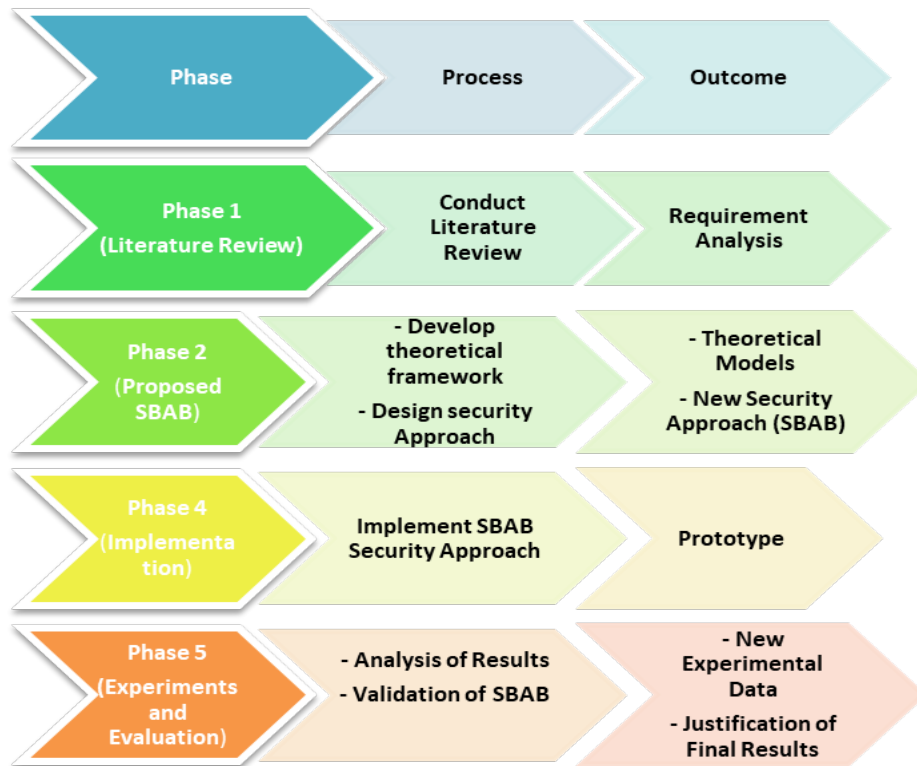 Phase
Process
Outcome
Phase 1
(Literature Review)
Conduct
Literature
Review
Requirement
Analysis
Phase 2
(Proposed
SBAB)
- Develop
theoretical
framework
- Design security
Approach
- Theoretical
Models
- New Security
Approach (SBAB)
Phase 4
(Implementa
tion)
Implement SBAB
Security Approach
Prototype
Phase 5
(Experiments
and
Evaluation)
- Analysis of Results
- Validation of SBAB
- New
Experimental
Data
- Justification of
Final Results